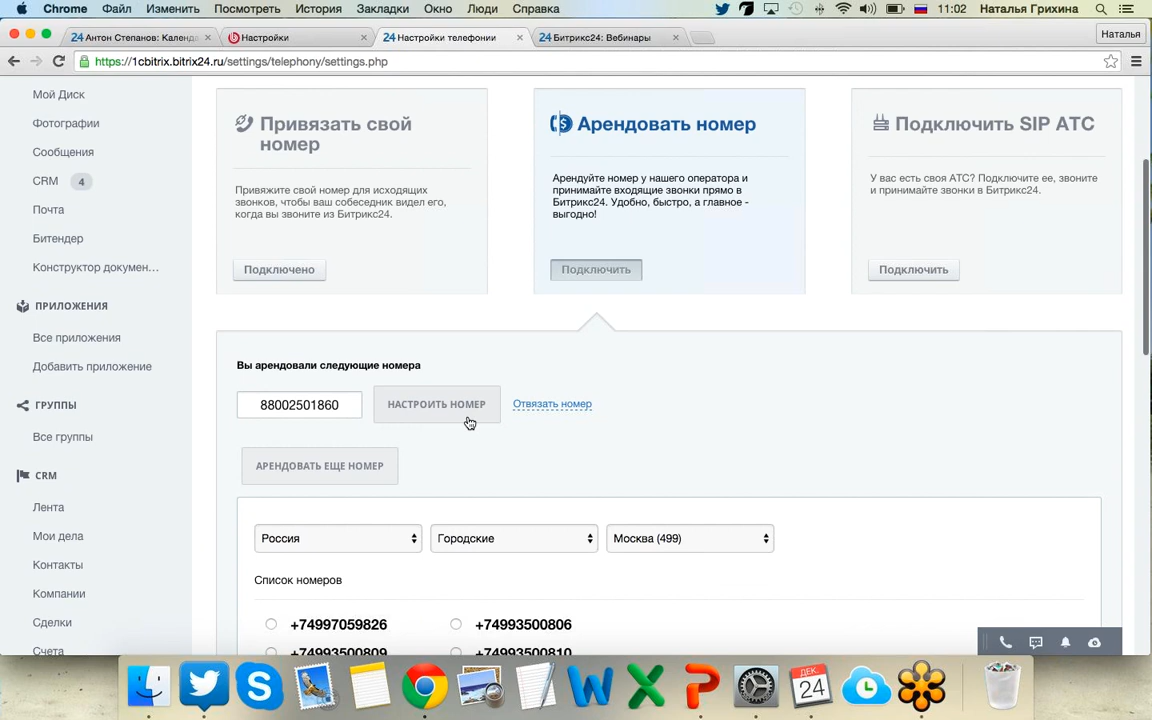 Chrome Файл Изменить Посмотреть История Закладки Окно Люди Справка 11:02 Наталья Грихина
24 Антон Степанов: Календа
Настройки
24 Настройки телефонии
24 Битрикс24: Вебинары
Наталья
https://1cbitrix.bitrix24.ru/settings/telephony/settings.php
Мой Диск
Фотографии
Сообщения
CRM 4
Почта
Битендер
Конструктор докумен...
ПРИЛОЖЕНИЯ
Все приложения
Добавить приложение
ГРУППЫ
Все группы
CRM
Лента
Мои дела
Контакты
Компании
Сделки
Счета
Привязать свой
номер
Привяжите свой номер для исходящих
звонков, чтобы ваш собеседник видел его,
когда вы звоните из Битрикс24.
Подключено
Арендовать номер
Арендуйте номер у нашего оператора и
принимайте входящие звонки прямо в
Битрикс24. Удобно, быстро, а главное -
выгодно!
Подключить
Подключить SIP АТС
У вас есть своя АТС? Подключите ее, звоните
и принимайте звонки в Битрикс24.
Подключить
Вы арендовали следующие номера
88002501860 НАСТРОИТЬ НОМЕР Отвязать номер
АРЕНДОВАТЬ ЕЩЕ НОМЕР
Россия Городские Москва (499)
Список номеров
+74997059826 +74993500806
+74993500809 +74993500810
ДЕК
24